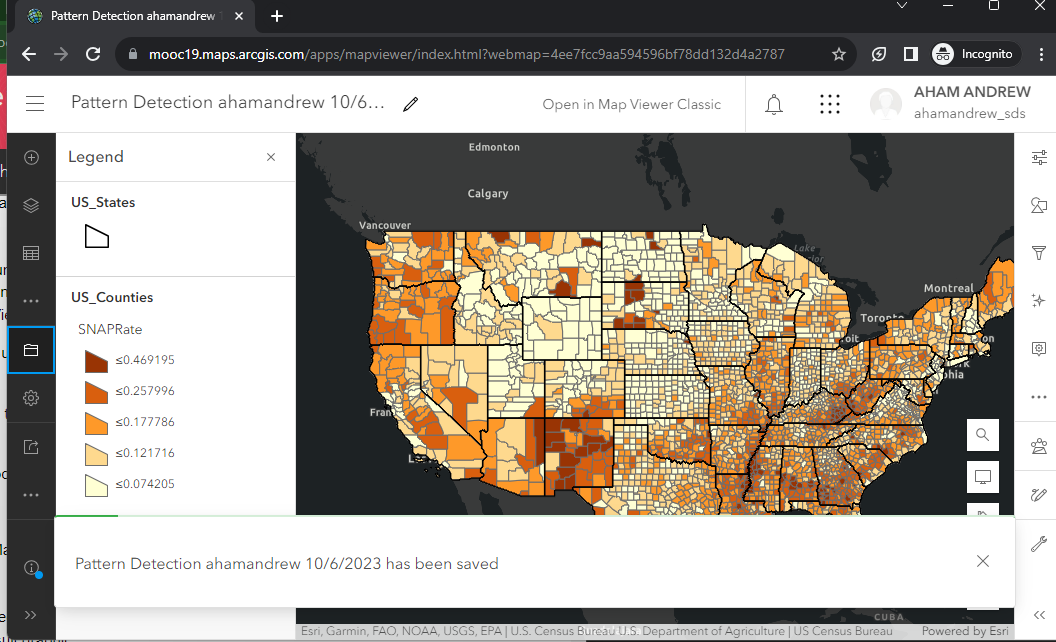 Pattern Detection ahamandrew
mooc19.maps.arcgis.com/apps/mapviewer/index.html?webmap=4ee7fcc9aa594596bf78dd132d4a2787
Incognito
Pattern Detection ahamandrew 10/6...
Open in Map Viewer Classic
AHAM ANDREW
ahamandrew_sds
Legend
US_States
US_Counties
SNAPRate
≤0.469195
≤0.257996
≤0.177786
≤0.121716
≤0.074205
Edmonton
Calgary
Vancouver
Lake
Montreal
Toronto
Pattern Detection ahamandrew 10/6/2023 has been saved
CUBA
Esri, Garmin, FAO, NOAA, USGS, EPA | U.S. Census Bureau/U.S. Department of Agriculture | US Census Bureau
Powered by Esri